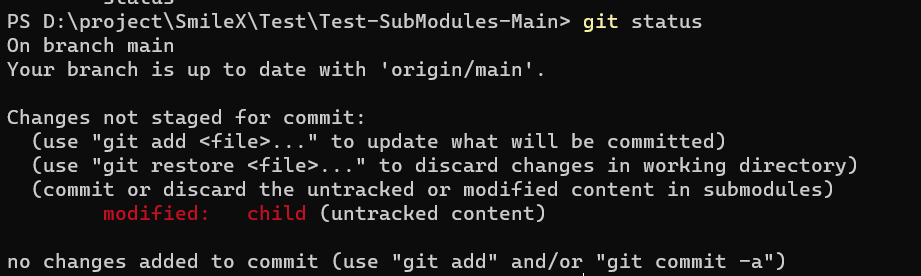 status
PS D:\project\SmileX\Test\Test-SubModules-Main> git status
On branch main
Your branch is up to date with 'origin/main'.
Changes not staged for commit:
  (use "git add <file>..." to update what will be committed)
  (use "git restore <file>..." to discard changes in working directory)
  (commit or discard the untracked or modified content in submodules)
        modified:   child (untracked content)
no changes added to commit (use "git add" and/or "git commit -a")